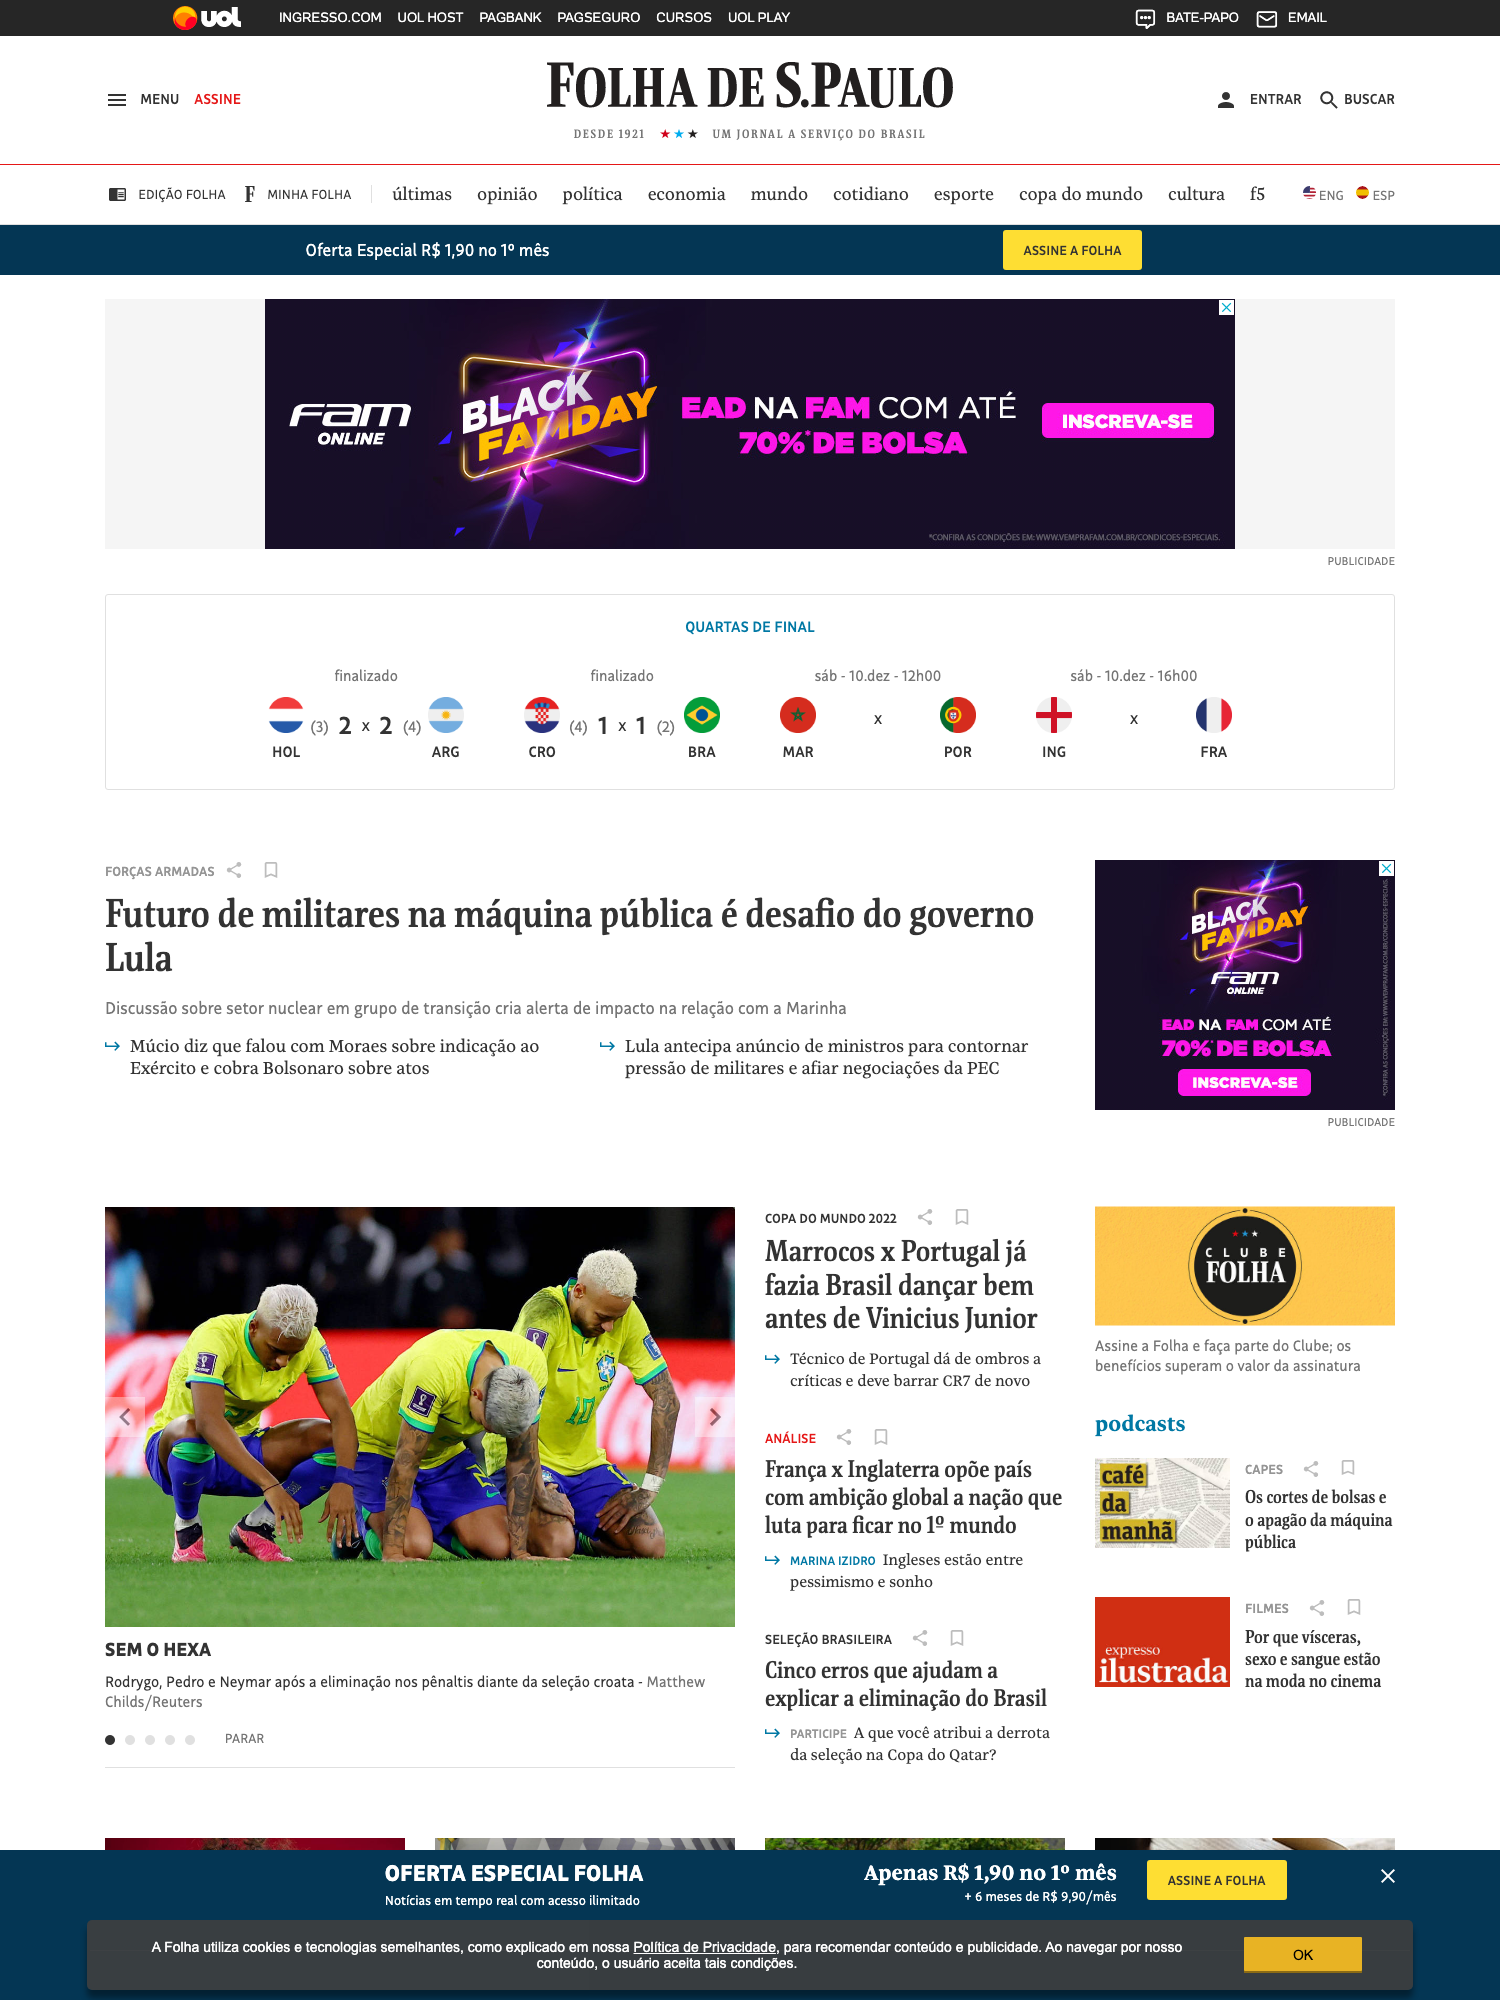 uol INGRESSO.COM UOL HOST PAGBANK PAGSEGURO CURSOS UOL PLAY BATE-PAPO EMAIL
MENU ASSINE
FOLHA DE S.PAULO
DESDE 1921 ★★★ UM JORNAL A SERVIÇO DO BRASIL
ENTRAR BUSCAR
EDIÇÃO FOLHA F MINHA FOLHA últimas opinião política economia mundo cotidiano esporte copa do mundo cultura f5 ENG ESP
Oferta Especial R$ 1,90 no 1º mês ASSINE A FOLHA
fam
ONLINE
BLACK
FAMDAY
EAD NA FAM COM ATÉ
70%* DE BOLSA
INSCREVA-SE
*CONFIRA AS CONDIÇÕES EM: WWW.VEMPRAFAM.COM.BR/CONDICOES-ESPECIAIS.
PUBLICIDADE
QUARTAS DE FINAL
finalizado finalizado sáb - 10.dez - 12h00 sáb - 10.dez - 16h00
(3) 2 x 2 (4) (4) 1 x 1 (2) x x
HOL ARG CRO BRA MAR POR ING FRA
FORÇAS ARMADAS
Futuro de militares na máquina pública é desafio do governo
Lula
Discussão sobre setor nuclear em grupo de transição cria alerta de impacto na relação com a Marinha
Múcio diz que falou com Moraes sobre indicação ao
Exército e cobra Bolsonaro sobre atos
Lula antecipa anúncio de ministros para contornar
pressão de militares e afiar negociações da PEC
BLACK
FAMDAY
fam
ONLINE
EAD NA FAM COM ATÉ
70%* DE BOLSA
INSCREVA-SE
*CONFIRA AS CONDIÇÕES EM: WWW.VEMPRAFAM.COM.BR/CONDICOES-ESPECIAIS.
PUBLICIDADE
10
SEM O HEXA
Rodrygo, Pedro e Neymar após a eliminação nos pênaltis diante da seleção croata - Matthew
Childs/Reuters
PARAR
COPA DO MUNDO 2022
Marrocos x Portugal já
fazia Brasil dançar bem
antes de Vinicius Junior
Técnico de Portugal dá de ombros a
críticas e deve barrar CR7 de novo
ANÁLISE
França x Inglaterra opõe país
com ambição global a nação que
luta para ficar no 1º mundo
MARINA IZIDRO Ingleses estão entre
pessimismo e sonho
SELEÇÃO BRASILEIRA
Cinco erros que ajudam a
explicar a eliminação do Brasil
PARTICIPE A que você atribui a derrota
da seleção na Copa do Qatar?
CLUBE
FOLHA
Assine a Folha e faça parte do Clube; os
benefícios superam o valor da assinatura
podcasts
café
da
manhã
CAPES
Os cortes de bolsas e
o apagão da máquina
pública
expresso
ilustrada
FILMES
Por que vísceras,
sexo e sangue estão
na moda no cinema
OFERTA ESPECIAL FOLHA
Notícias em tempo real com acesso ilimitado
Apenas R$ 1,90 no 1º mês
+ 6 meses de R$ 9,90/mês
ASSINE A FOLHA
A Folha utiliza cookies e tecnologias semelhantes, como explicado em nossa Política de Privacidade, para recomendar conteúdo e publicidade. Ao navegar por nosso
conteúdo, o usuário aceita tais condições.
OK